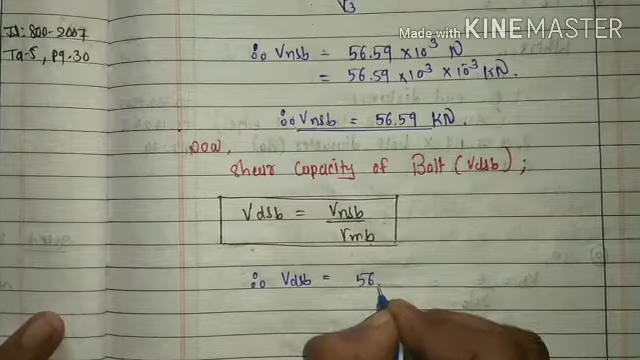 √3
Made with KINEMASTER
IS: 800-2007
Ta-5, Pg.30
∴ Vnsb = 56.59 × 10³ N
= 56.59 × 10³ × 10⁻³ KN.
∴ Vnsb = 56.59 KN.
now,
shear capacity of Bolt (Vdsb);
Vdsb = Vnsb
γmb
∴ Vdsb = 56.